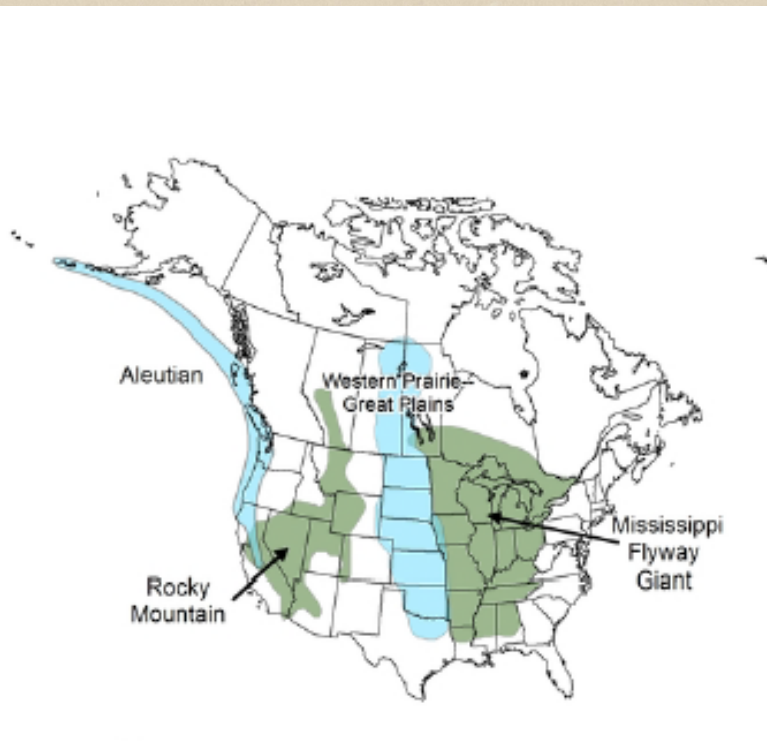 Aleutian
Western Prairie–
Great Plains
Mississippi
Flyway
Giant
Rocky
Mountain